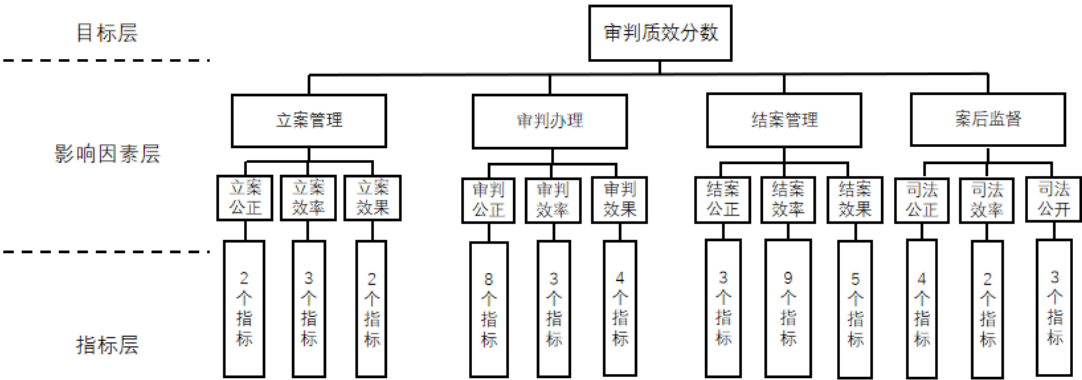 目标层
审判质效分数
影响因素层
立案管理
审判办理
结案管理
案后监督
立案
公正
立案
效率
立案
效果
审判
公正
审判
效率
审判
效果
结案
公正
结案
效率
结案
效果
司法
公正
司法
效率
司法
公开
指标层
2个指标
3个指标
2个指标
8个指标
3个指标
4个指标
3个指标
9个指标
5个指标
4个指标
2个指标
3个指标